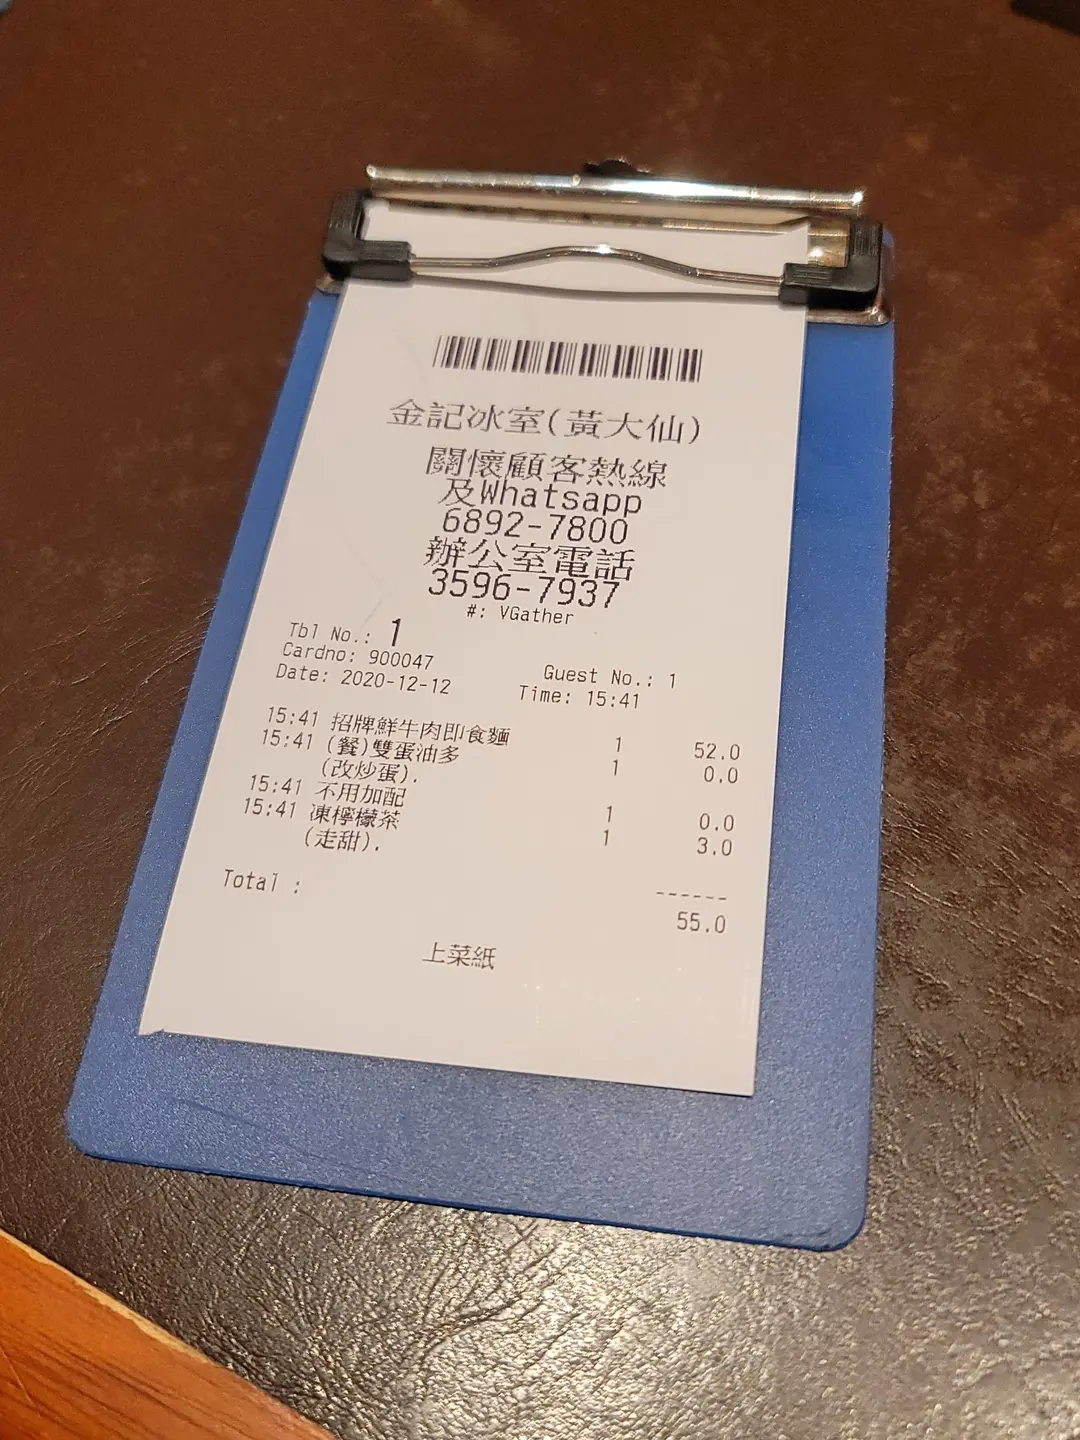 金記冰室(黃大仙)
關懷顧客熱線
及Whatsapp
6892-7800
辦公室電話
3596-7937
#: VGather
Tbl No.: 1
Cardno: 900047 Guest No.: 1
Date: 2020-12-12 Time: 15:41
15:41 招牌鮮牛肉即食麵 1 52.0
15:41 (餐)雙蛋油多 1 0.0
(改炒蛋).
15:41 不用加配 1 0.0
15:41 凍檸檬茶 1 3.0
(走甜).
------
Total : 55.0
上菜紙